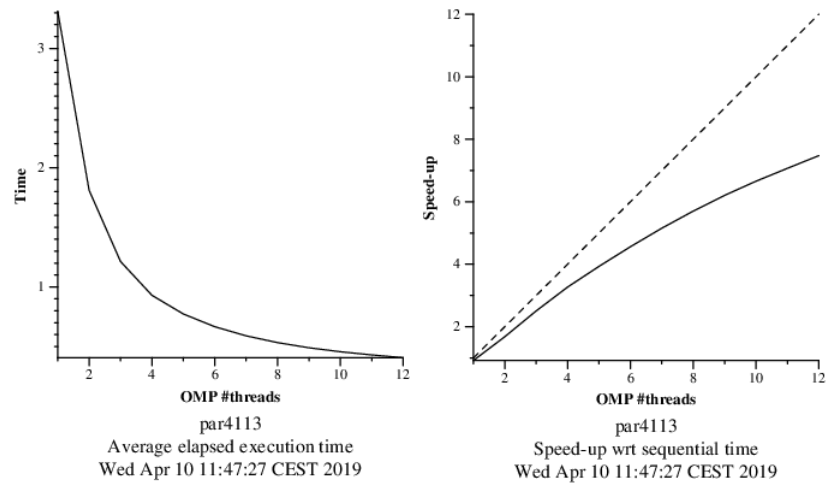 3
2
1
Time
2
4
6
8
10
12
OMP #threads
par4113
Average elapsed execution time
Wed Apr 10 11:47:27 CEST 2019
12
10
8
6
4
2
Speed-up
2
4
6
8
10
12
OMP #threads
par4113
Speed-up wrt sequential time
Wed Apr 10 11:47:27 CEST 2019